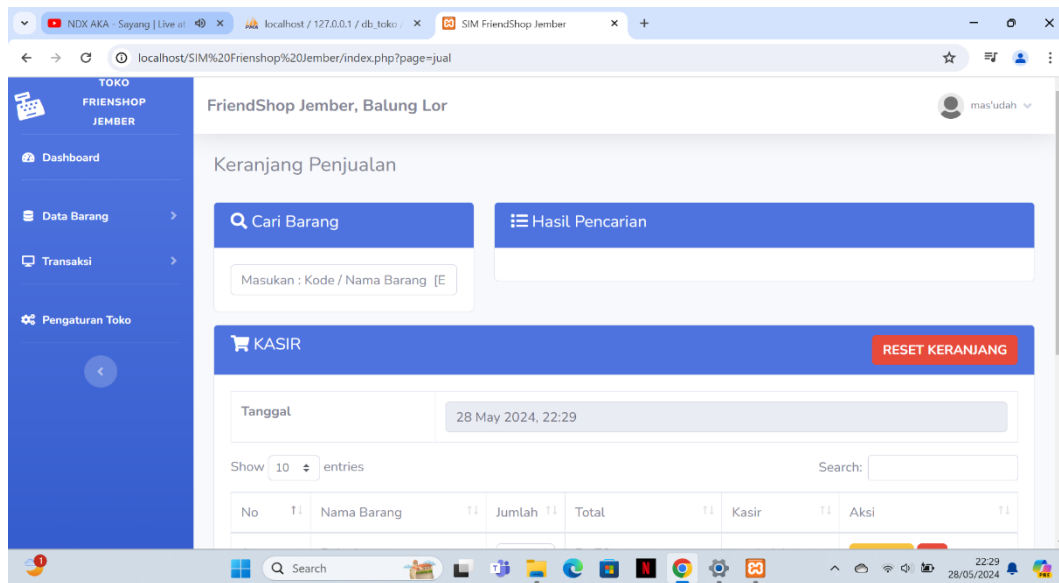 NDX AKA - Sayang | Live at
localhost / 127.0.0.1 / db_toko /
SIM FriendShop Jember
localhost/SIM%20Frienshop%20Jember/index.php?page=jual
TOKO
FRIENSHOP
JEMBER
FriendShop Jember, Balung Lor
mas'udah
Dashboard
Data Barang
Transaksi
Pengaturan Toko
Keranjang Penjualan
Cari Barang
Hasil Pencarian
Masukan : Kode / Nama Barang [E
KASIR
RESET KERANJANG
Tanggal
28 May 2024, 22:29
Show 10 entries
Search:
No Nama Barang Jumlah Total Kasir Aksi
1
Search
22:29
28/05/2024